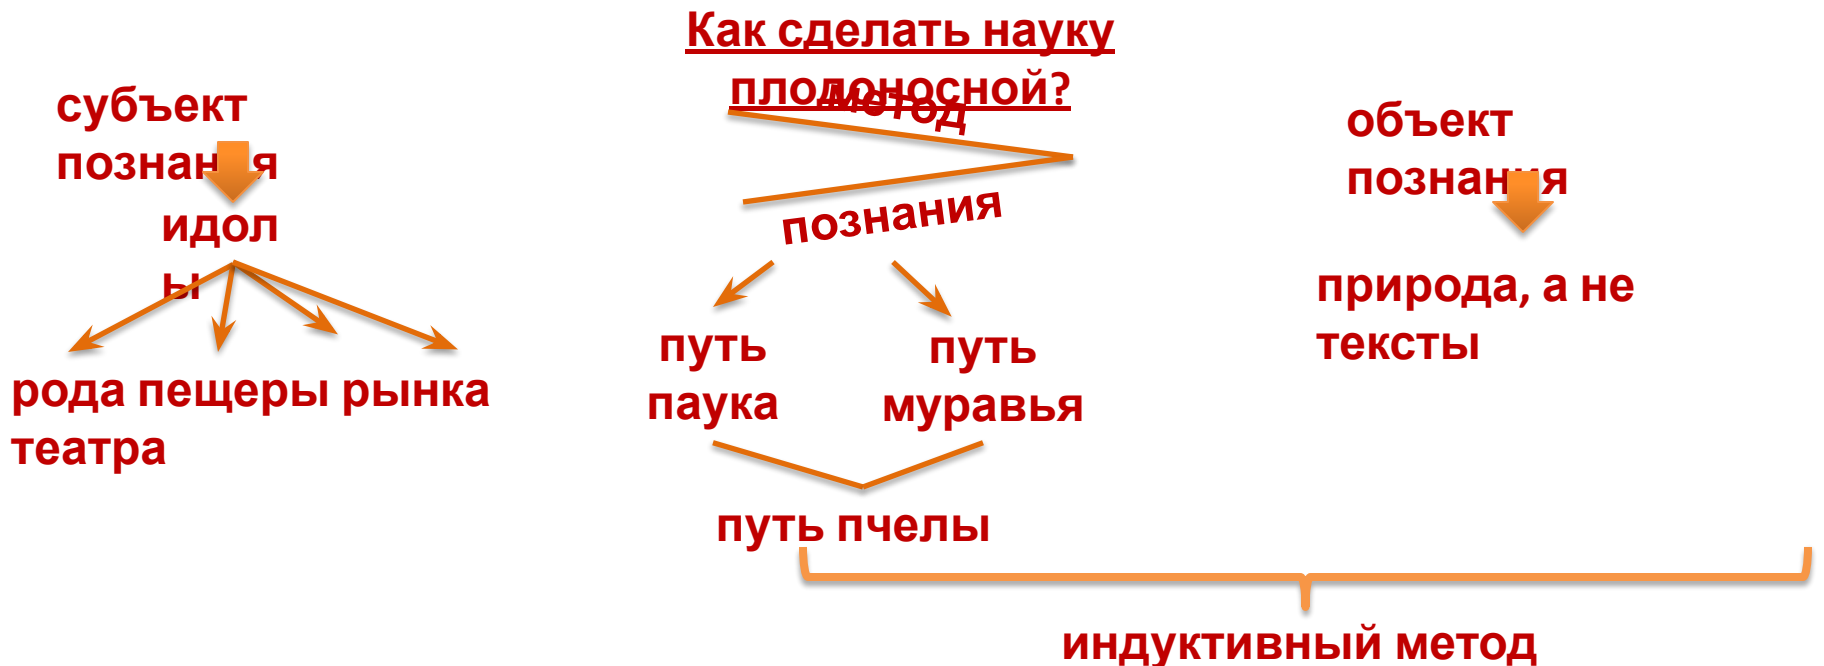 Как сделать науку
плодоносной?
субъект
познания
идол
ы
рода пещеры рынка
театра
метод
познания
путь
паука
путь
муравья
путь пчелы
объект
познания
природа, а не
тексты
индуктивный метод